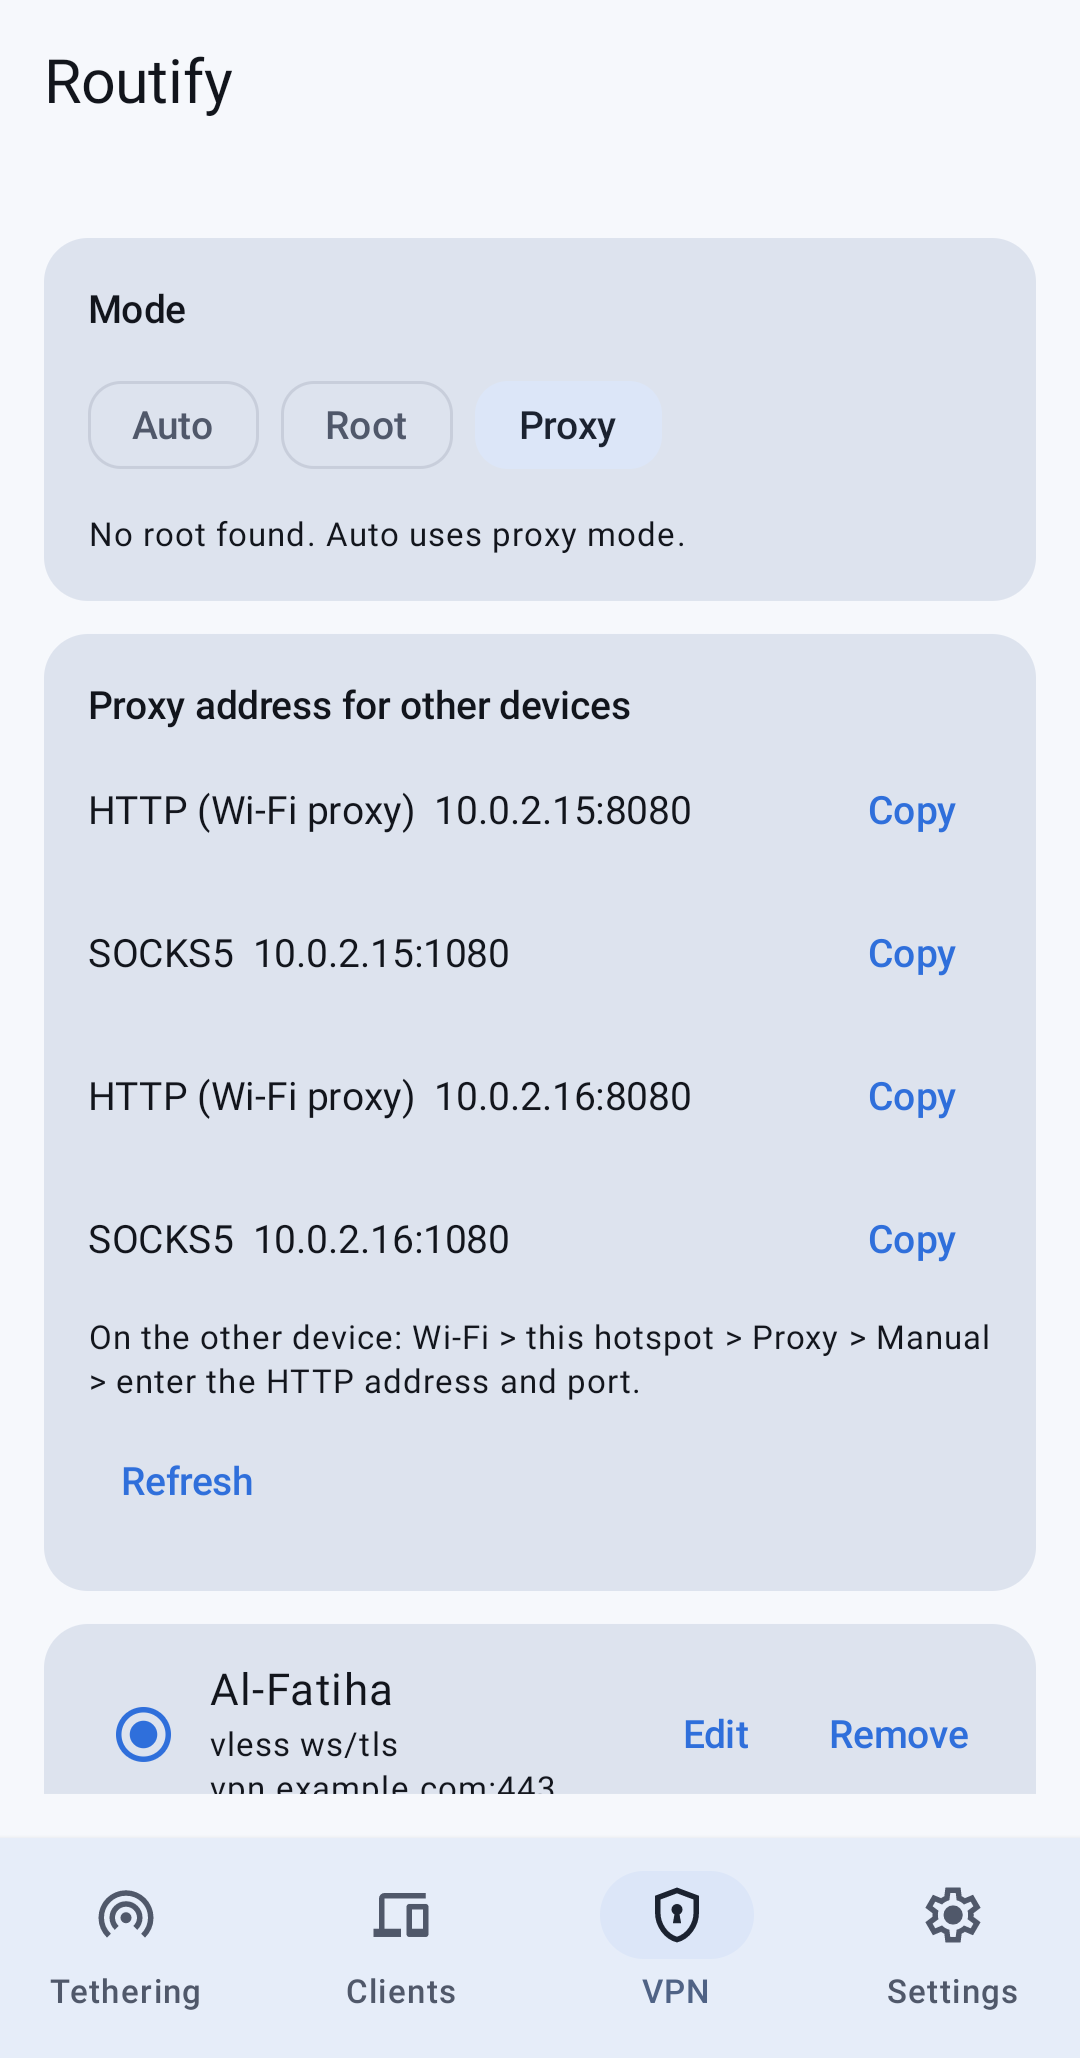 Routify
Mode
Auto
Root
Proxy
No root found. Auto uses proxy mode.
Proxy address for other devices
HTTP (Wi-Fi proxy) 10.0.2.15:8080
Copy
SOCKS5 10.0.2.15:1080
Copy
HTTP (Wi-Fi proxy) 10.0.2.16:8080
Copy
SOCKS5 10.0.2.16:1080
Copy
On the other device: Wi-Fi > this hotspot > Proxy > Manual
> enter the HTTP address and port.
Refresh
Al-Fatiha
vless ws/tls
vpn.example.com:443
Edit
Remove
Tethering
Clients
VPN
Settings